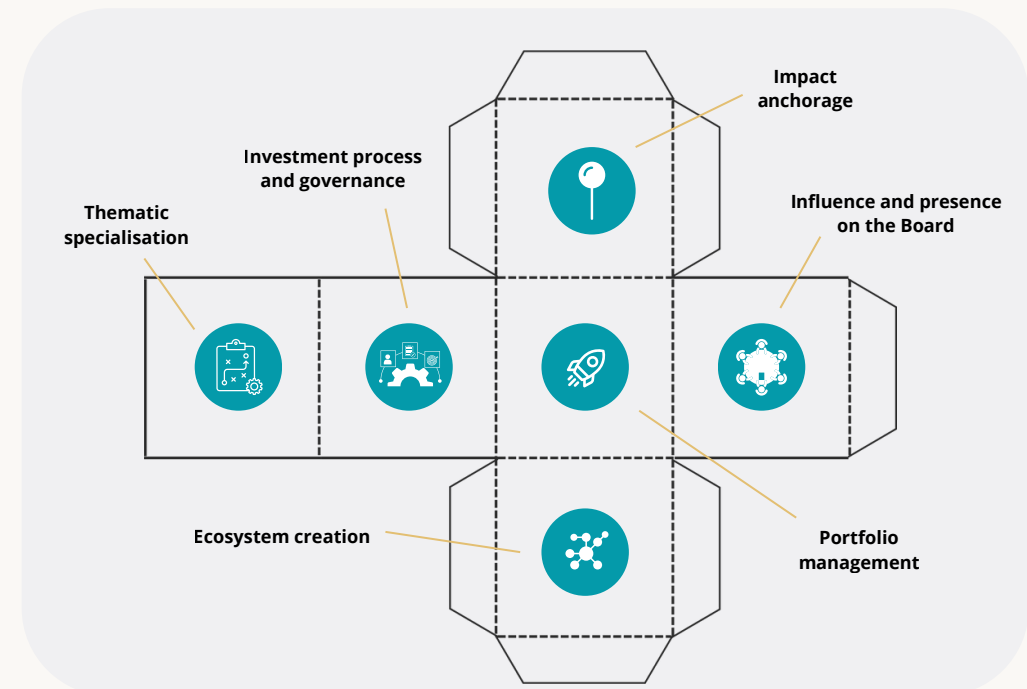 Impact
anchorage
Investment process
and governance
Influence and presence
on the Board
Thematic
specialisation
Ecosystem creation
Portfolio
management